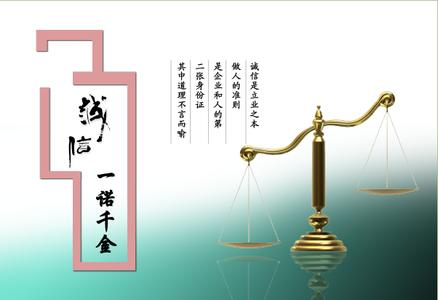 诚信
一诺千金
诚信是立业之本
做人的准则
是企业和人的第
二张身份证
其中道理不言而喻